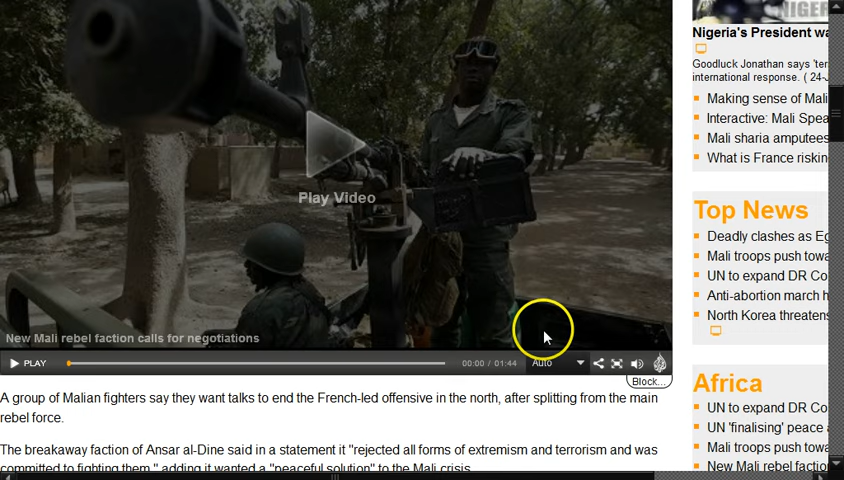 Play Video
New Mali rebel faction calls for negotiations
PLAY
00:00 / 01:44
Auto
Block...
A group of Malian fighters say they want talks to end the French-led offensive in the north, after splitting from the main
rebel force.
The breakaway faction of Ansar al-Dine said in a statement it "rejected all forms of extremism and terrorism and was
committed to fighting them," adding it wanted a "peaceful solution" to the Mali crisis.
NIGER
Nigeria's President wa
Goodluck Jonathan says 'ter
international response. ( 24-J
Making sense of Mali
Interactive: Mali Spea
Mali sharia amputees
What is France riskin
Top News
Deadly clashes as Eg
Mali troops push towa
UN to expand DR Co
Anti-abortion march h
North Korea threatens
Africa
UN to expand DR Co
UN 'finalising' peace a
Mali troops push towa
New Mali rebel factio